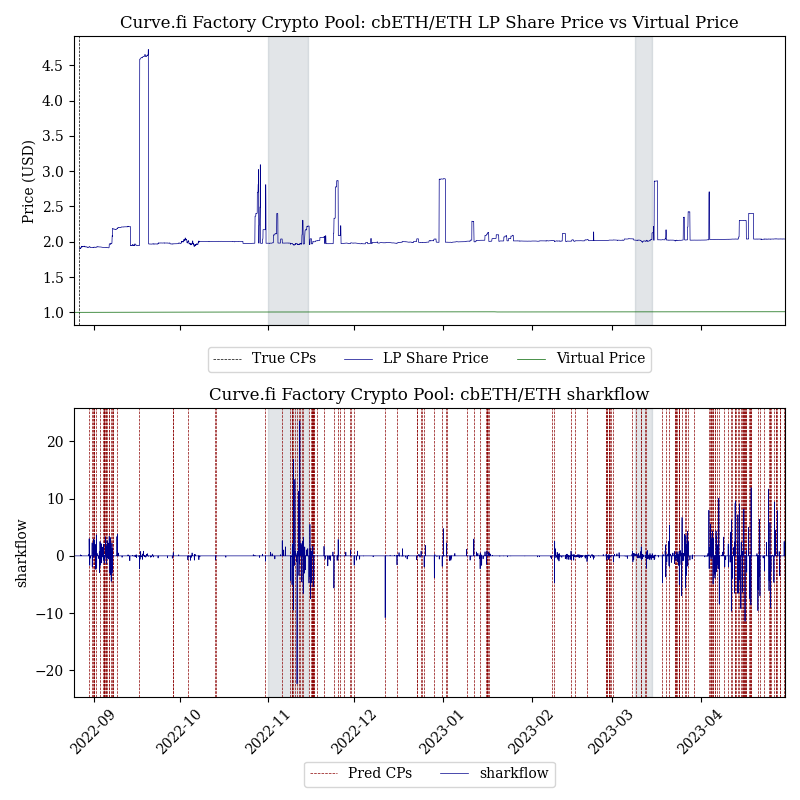 Curve.fi Factory Crypto Pool: cbETH/ETH LP Share Price vs Virtual Price
Price (USD)
4.5
4.0
3.5
3.0
2.5
2.0
1.5
1.0
True CPs LP Share Price Virtual Price
Curve.fi Factory Crypto Pool: cbETH/ETH sharkflow
sharkflow
20
10
0
−10
−20
2022-09 2022-10 2022-11 2022-12 2023-01 2023-02 2023-03 2023-04
Pred CPs sharkflow